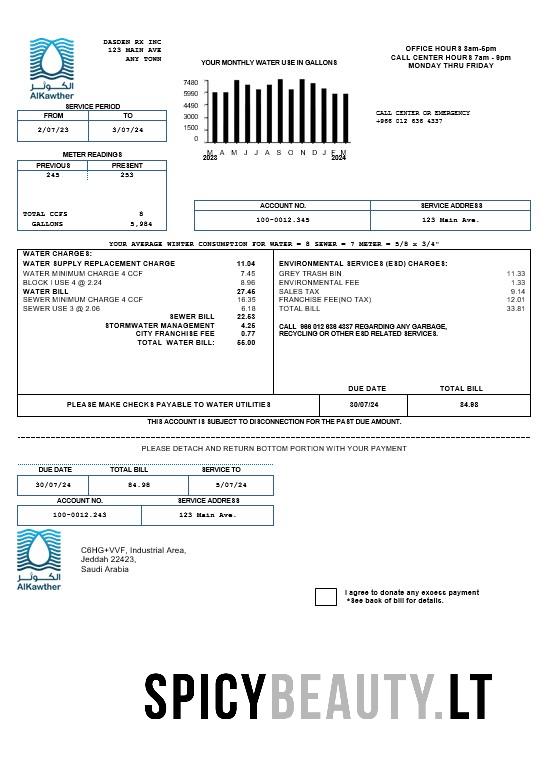 DASDEN RX INC
123 MAIN AVE
ANY TOWN
الكوثر
AlKawther
YOUR MONTHLY WATER USE IN GALLONS
7480
5990
4490
3000
1500
0
M A M J J A S O N D J F M
2023 2024
OFFICE HOURS 8am-5pm
CALL CENTER HOURS 7am - 9pm
MONDAY THRU FRIDAY
CALL CENTER OR EMERGENCY
+966 012 636 4337
SERVICE PERIOD
FROM TO
2/07/23 3/07/24
METER READINGS
PREVIOUS PRESENT
245 253
TOTAL CCFS 8
GALLONS 5,984
ACCOUNT NO. SERVICE ADDRESS
100-0012.345 123 Main Ave.
YOUR AVERAGE WINTER CONSUMPTION FOR WATER = 8 SEWER = 7 METER = 5/8 x 3/4"
WATER CHARGES:
WATER SUPPLY REPLACEMENT CHARGE 11.04
WATER MINIMUM CHARGE 4 CCF 7.45
BLOCK I USE 4 @ 2.24 8.96
WATER BILL 27.45
SEWER MINIMUM CHARGE 4 CCF 16.35
SEWER USE 3 @ 2.06 6.18
SEWER BILL 22.53
STORMWATER MANAGEMENT 4.25
CITY FRANCHISE FEE 0.77
TOTAL WATER BILL: 55.00
ENVIRONMENTAL SERVICES (ESD) CHARGES:
GREY TRASH BIN 11.33
ENVIRONMENTAL FEE 1.33
SALES TAX 9.14
FRANCHISE FEE(NO TAX) 12.01
TOTAL BILL 33.81
CALL 966 012 636 4337 REGARDING ANY GARBAGE,
RECYCLING OR OTHER ESD RELATED SERVICES.
DUE DATE TOTAL BILL
PLEASE MAKE CHECKS PAYABLE TO WATER UTILITIES 30/07/24 84.98
THIS ACCOUNT IS SUBJECT TO DISCONNECTION FOR THE PAST DUE AMOUNT.
PLEASE DETACH AND RETURN BOTTOM PORTION WITH YOUR PAYMENT
DUE DATE TOTAL BILL SERVICE TO
30/07/24 84.98 5/07/24
ACCOUNT NO. SERVICE ADDRESS
100-0012.243 123 Main Ave.
الكوثر
AlKawther
C6HG+VVF, Industrial Area,
Jeddah 22423,
Saudi Arabia
I agree to donate any excess payment
*See back of bill for details.
SPICYBEAUTY.LT